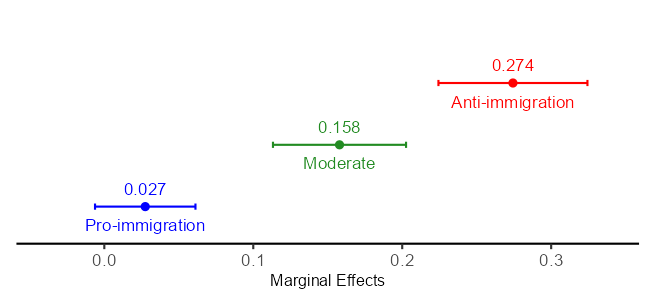 0.274
Anti-immigration
0.158
Moderate
0.027
Pro-immigration
0.0 0.1 0.2 0.3
Marginal Effects